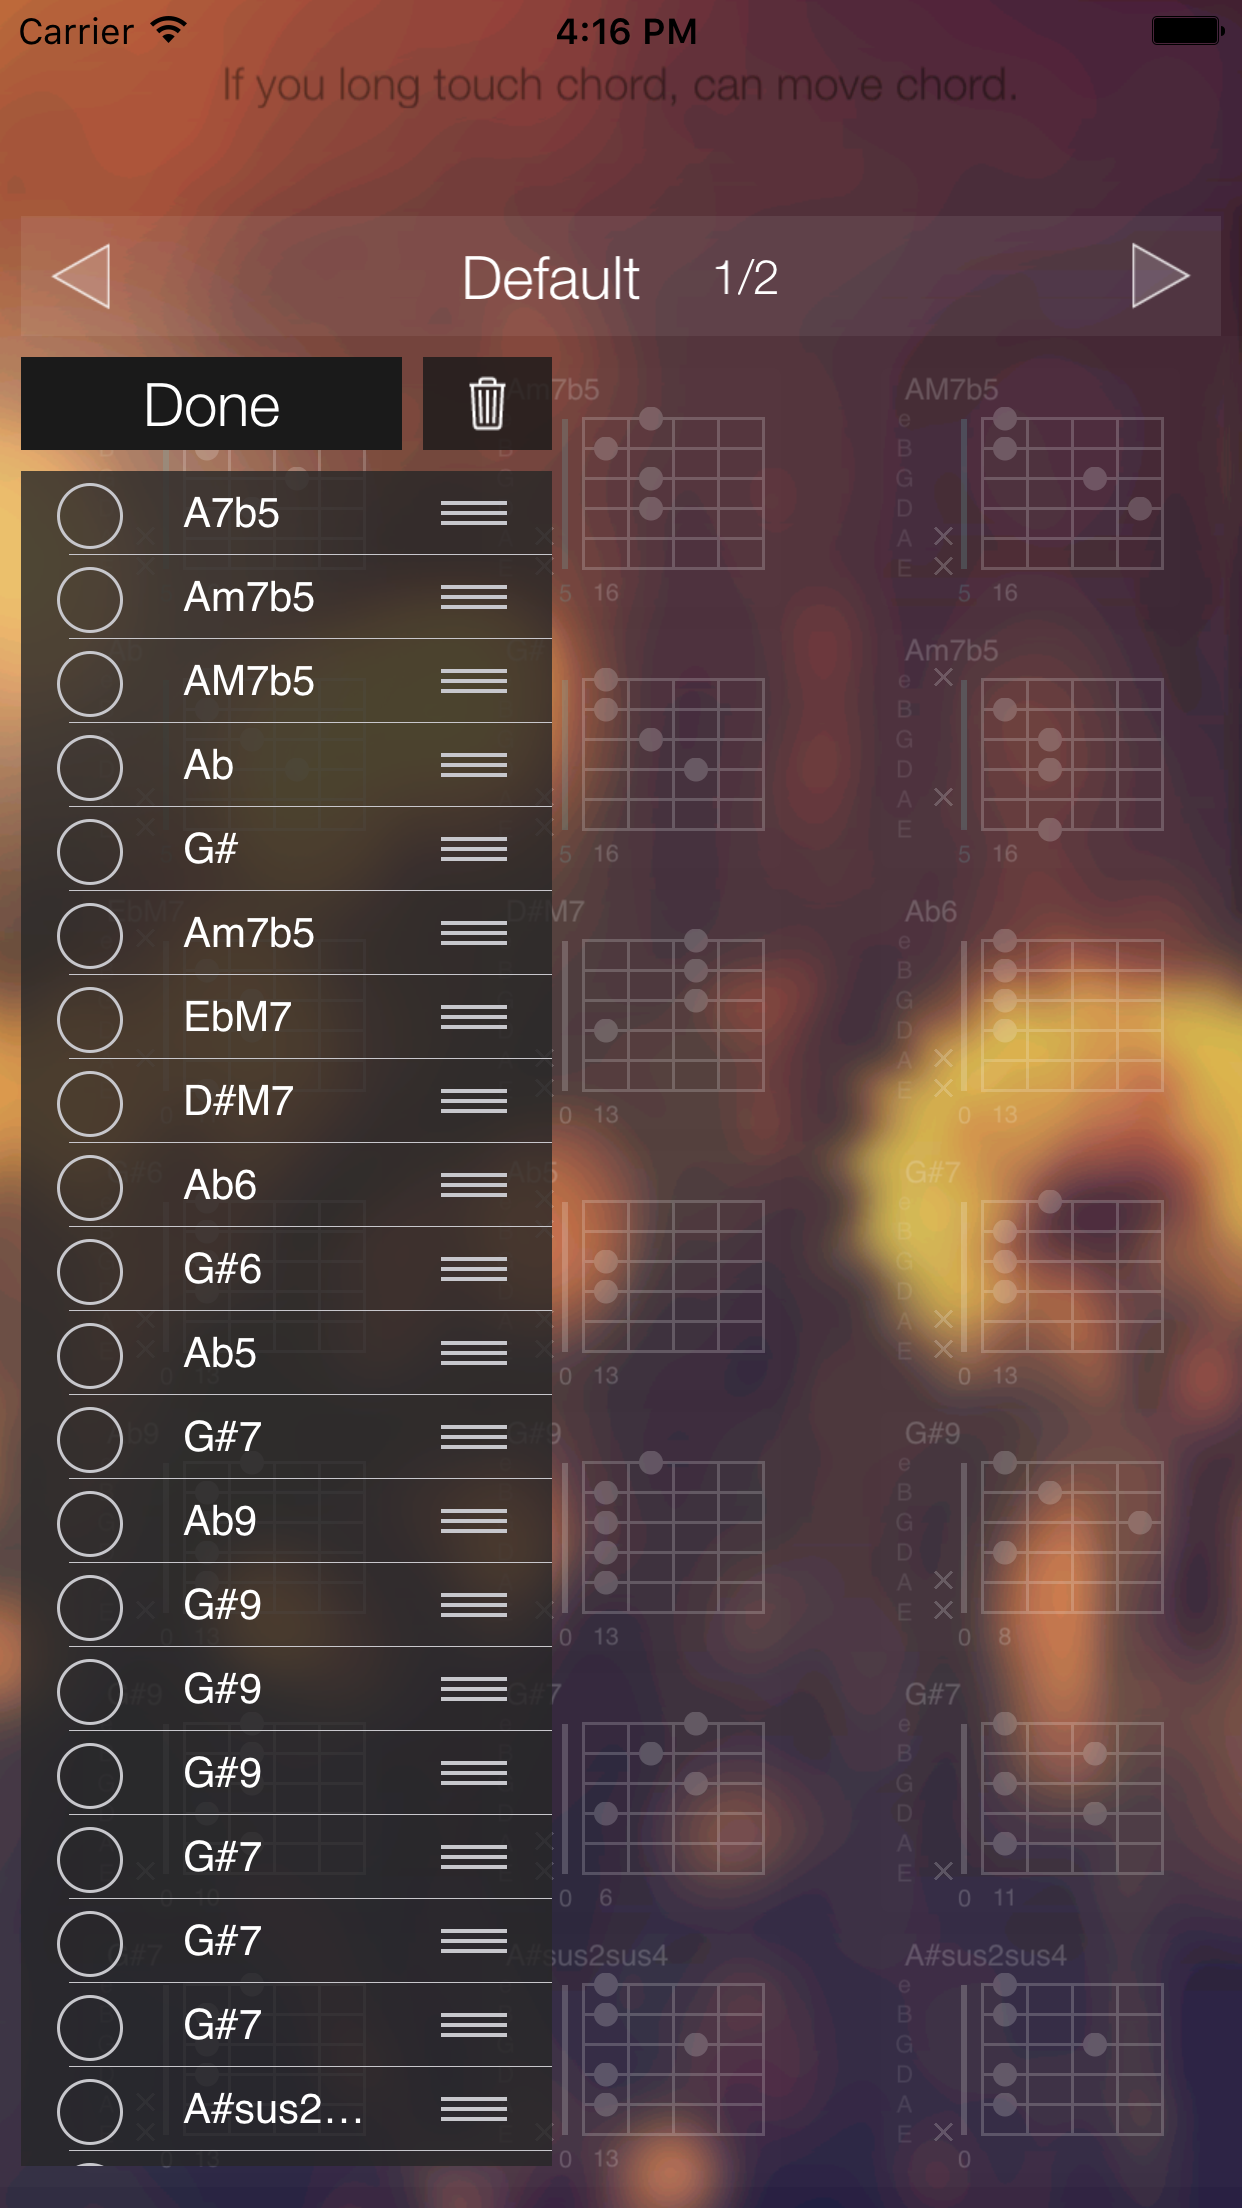 Carrier 4:16 PM
If you long touch chord, can move chord.
Default 1/2
Done
A7b5
Am7b5
AM7b5
Ab
G#
Am7b5
EbM7
D#M7
Ab6
G#6
Ab5
G#7
Ab9
G#9
G#9
G#9
G#7
G#7
G#7
A#sus2...
Am7b5
5 16
AM7b5
e
B
G
D
A
E
5 16
G#
5 16
Am7b5
e
B
G
D
A
E
5 16
D#M7
0 13
Ab6
e
B
G
D
A
E
0 13
Ab5
0 13
G#7
e
B
G
D
A
E
0 13
G#9
0 13
G#9
e
B
G
D
A
E
0 8
G#7
0 6
G#7
e
B
G
D
A
E
0 11
A#sus2sus4
0 13
A#sus2sus4
e
B
G
D
A
E
0